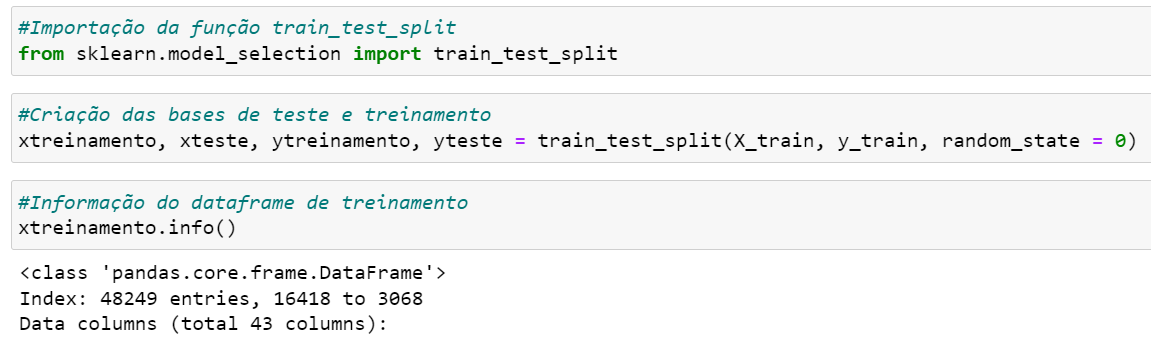 #Importação da função train_test_split
from sklearn.model_selection import train_test_split
#Criação das bases de teste e treinamento
xtreinamento, xteste, ytreinamento, yteste = train_test_split(X_train, y_train, random_state = 0)
#Informação do dataframe de treinamento
xtreinamento.info()
<class 'pandas.core.frame.DataFrame'>
Index: 48249 entries, 16418 to 3068
Data columns (total 43 columns):